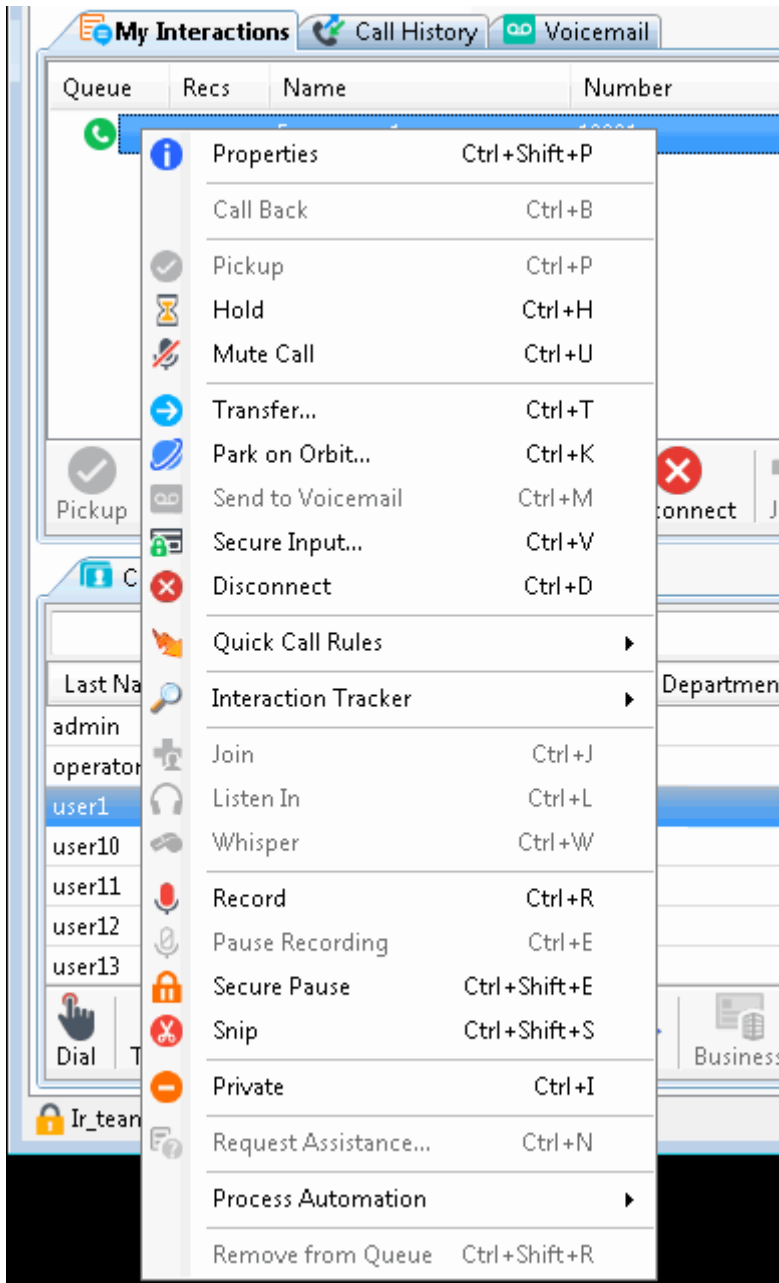 My Interactions Call History Voicemail
Queue Recs Name Number
Properties Ctrl+Shift+P
Call Back Ctrl+B
Pickup Ctrl+P
Hold Ctrl+H
Mute Call Ctrl+U
Transfer... Ctrl+T
Park on Orbit... Ctrl+K
Pickup Send to Voicemail Ctrl+M connect J
Secure Input... Ctrl+V
C Disconnect Ctrl+D
Quick Call Rules
Last Na Interaction Tracker Departmen
admin
Join Ctrl+J
operator
Listen In Ctrl+L
user1
user10 Whisper Ctrl+W
user11 Record Ctrl+R
user12
Pause Recording Ctrl+E
user13
Secure Pause Ctrl+Shift+E
Snip Ctrl+Shift+S
Dial T Business
Private Ctrl+I
Ir_tean
Request Assistance... Ctrl+N
Process Automation
Remove from Queue Ctrl+Shift+R